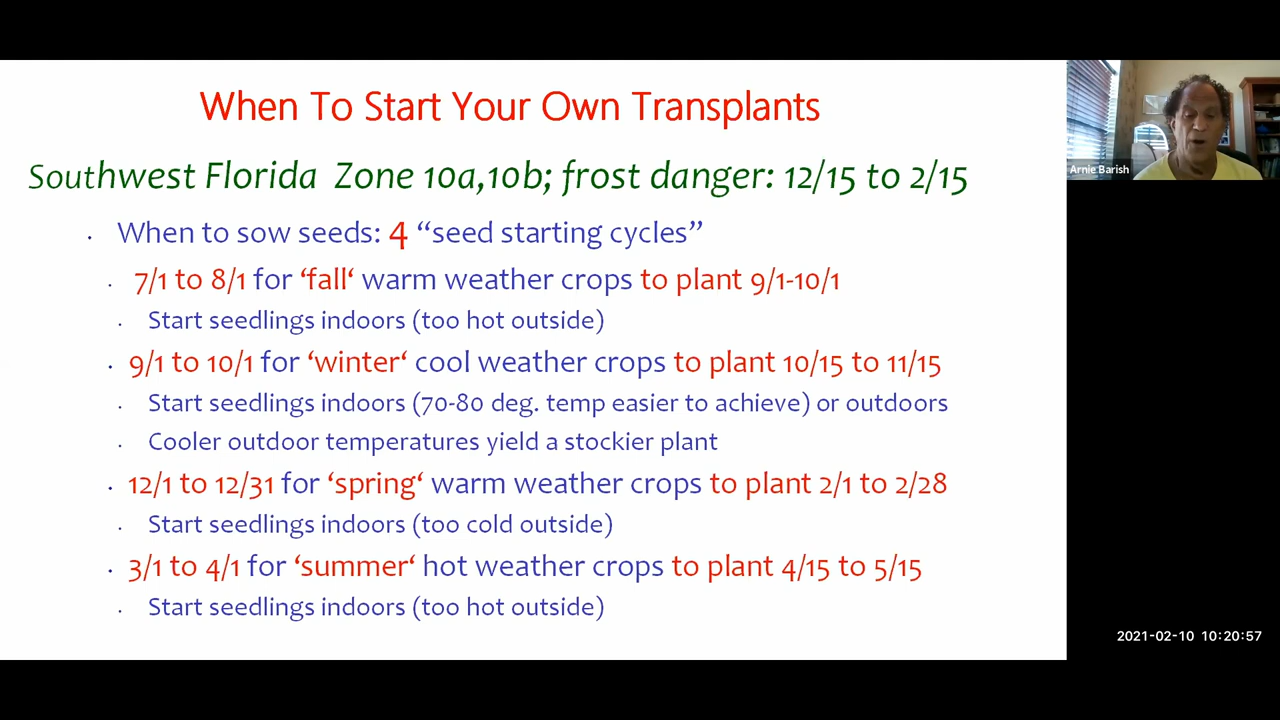 When To Start Your Own Transplants
Southwest Florida Zone 10a,10b; frost danger: 12/15 to 2/15
· When to sow seeds: 4 “seed starting cycles”
· 7/1 to 8/1 for ‘fall‘ warm weather crops to plant 9/1-10/1
· Start seedlings indoors (too hot outside)
· 9/1 to 10/1 for ‘winter‘ cool weather crops to plant 10/15 to 11/15
· Start seedlings indoors (70-80 deg. temp easier to achieve) or outdoors
· Cooler outdoor temperatures yield a stockier plant
· 12/1 to 12/31 for ‘spring‘ warm weather crops to plant 2/1 to 2/28
· Start seedlings indoors (too cold outside)
· 3/1 to 4/1 for ‘summer‘ hot weather crops to plant 4/15 to 5/15
· Start seedlings indoors (too hot outside)
Arnie Barish
2021-02-10 10:20:57